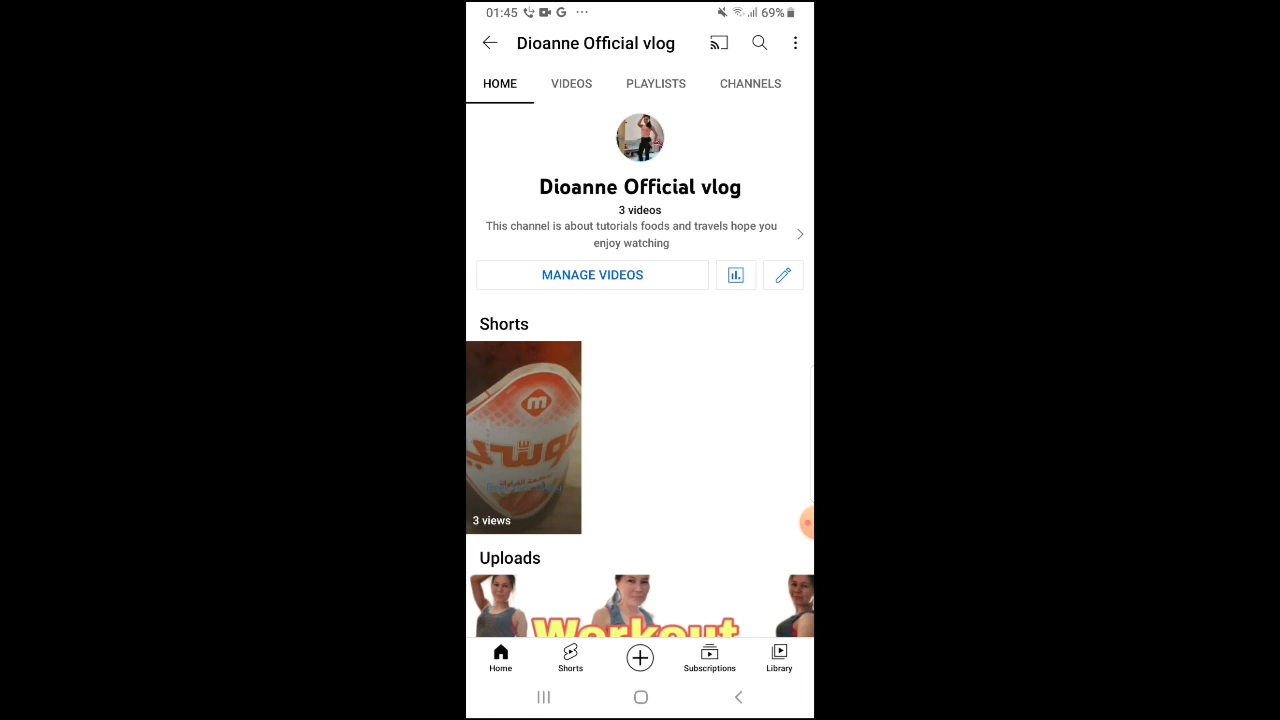 01:45 G ... 69%
Dioanne Official vlog
HOME VIDEOS PLAYLISTS CHANNELS
Dioanne Official vlog
3 videos
This channel is about tutorials foods and travels hope you
enjoy watching
MANAGE VIDEOS
Shorts
m
3 views
Uploads
Workout
Home Shorts Subscriptions Library